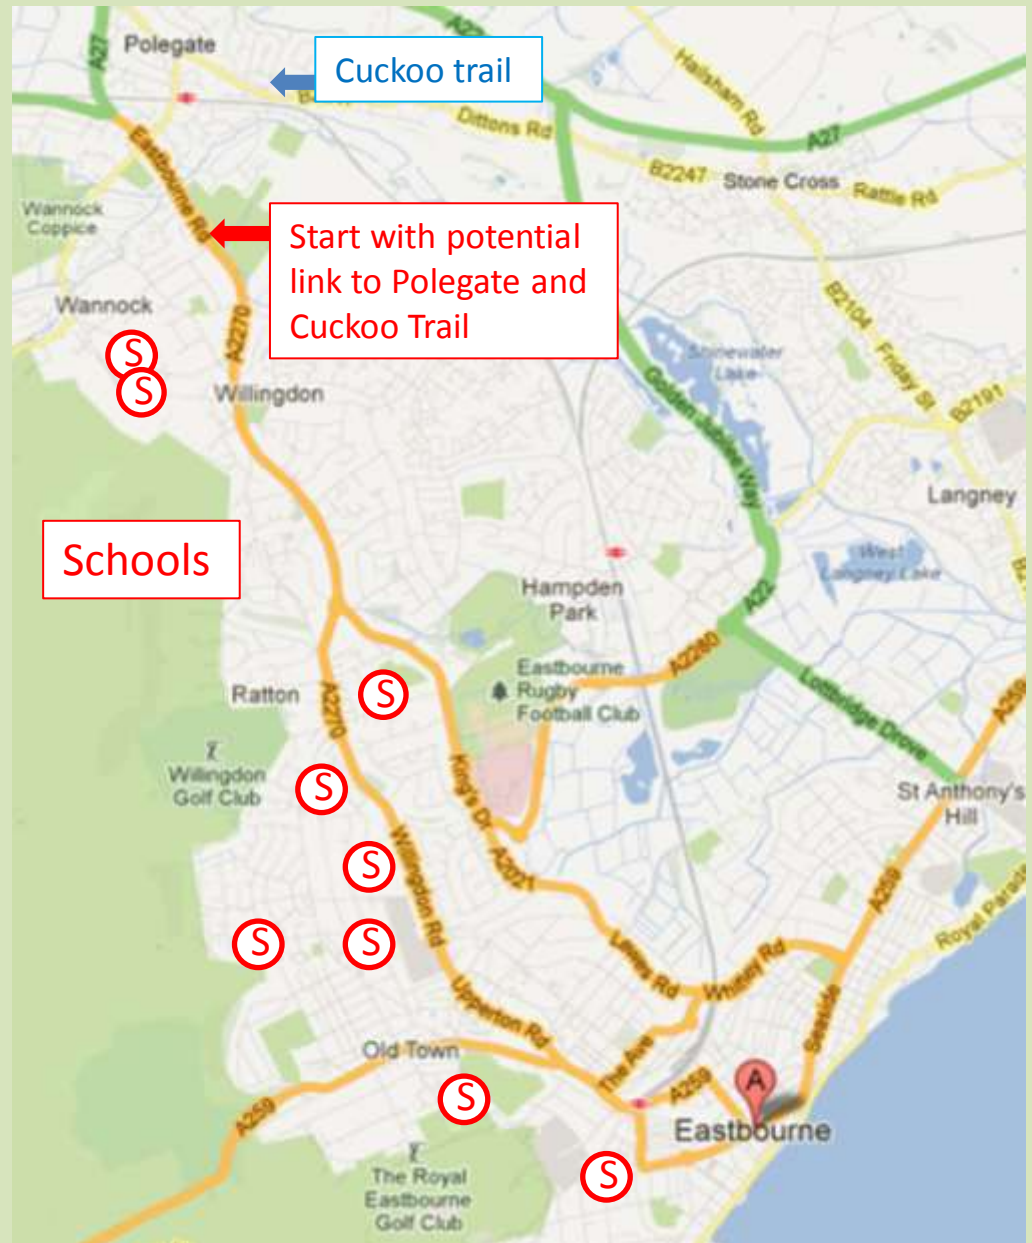 A27
Polegate
A22
Cuckoo trail
Hailsham Rd
Dittons Rd
A27
Eastbourne Rd
B2247
Stone Cross
Rattle Rd
Wannock
Coppice
Start with potential
link to Polegate and
Cuckoo Trail
Wannock
A2270
B2104
Friday St
S
S
Willingdon
Shinewater
Lake
Golden Jubilee Way
B2191
Langney
Schools
West
Langney Lake
Hampden
Park
A22
A2280
Eastbourne
Rugby
Football Club
Lottbridge Drove
A259
S
Ratton
A2270
Willingdon
Golf Club
King's Dr
St Anthony's
Hill
S
S
Willingdon Rd
A2021
A259
Royal Parade
S
S
Lewes Rd
Whitley Rd
Upperton Rd
Seaside
Old Town
The Ave
A259
A
S
A259
Eastbourne
S
The Royal
Eastbourne
Golf Club